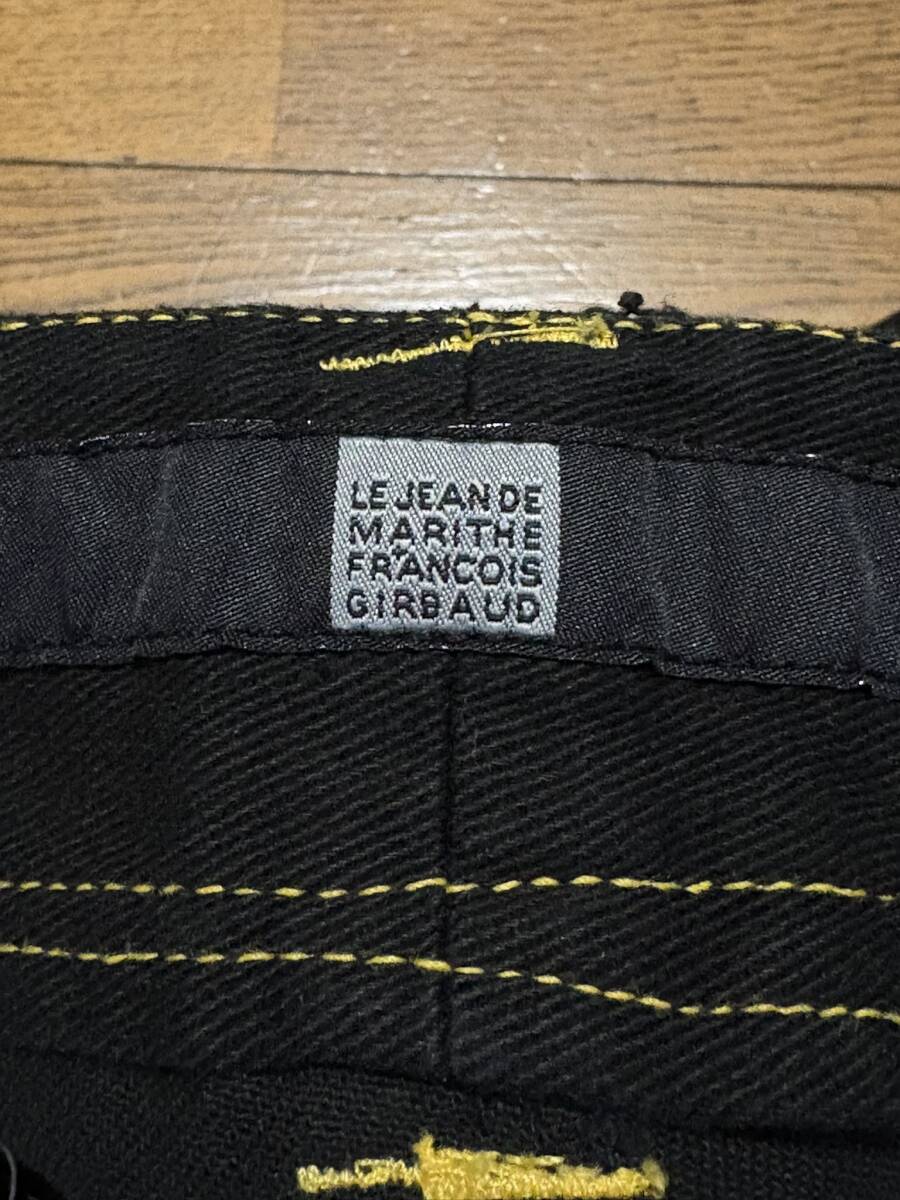 LE JEAN DE
MARITHE
+
FRANCOIS
GIRBAUD